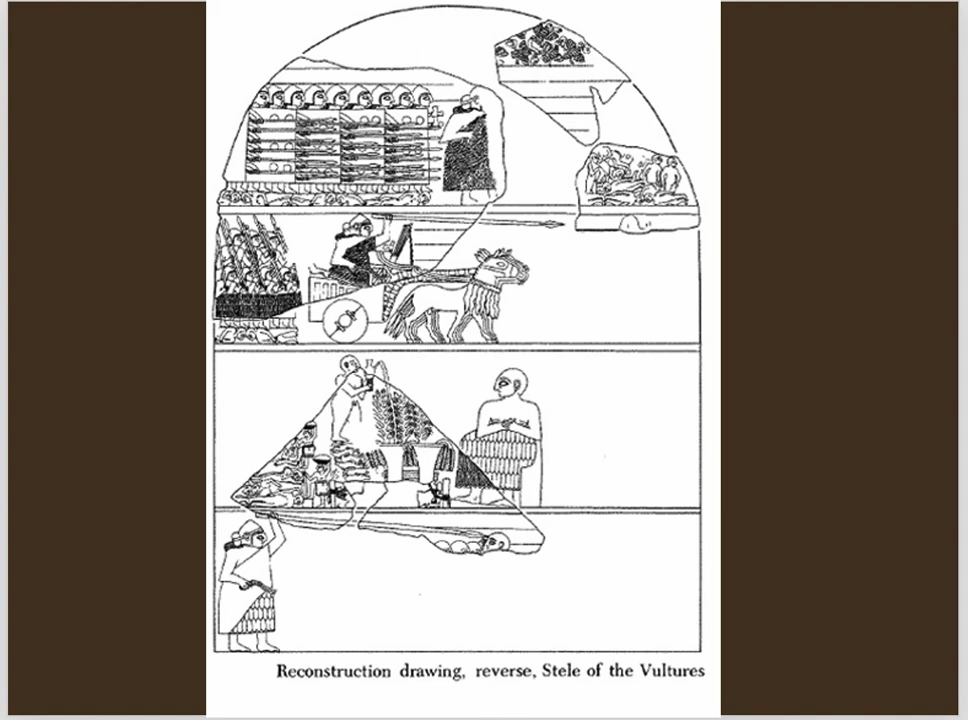 Reconstruction drawing, reverse, Stele of the Vultures